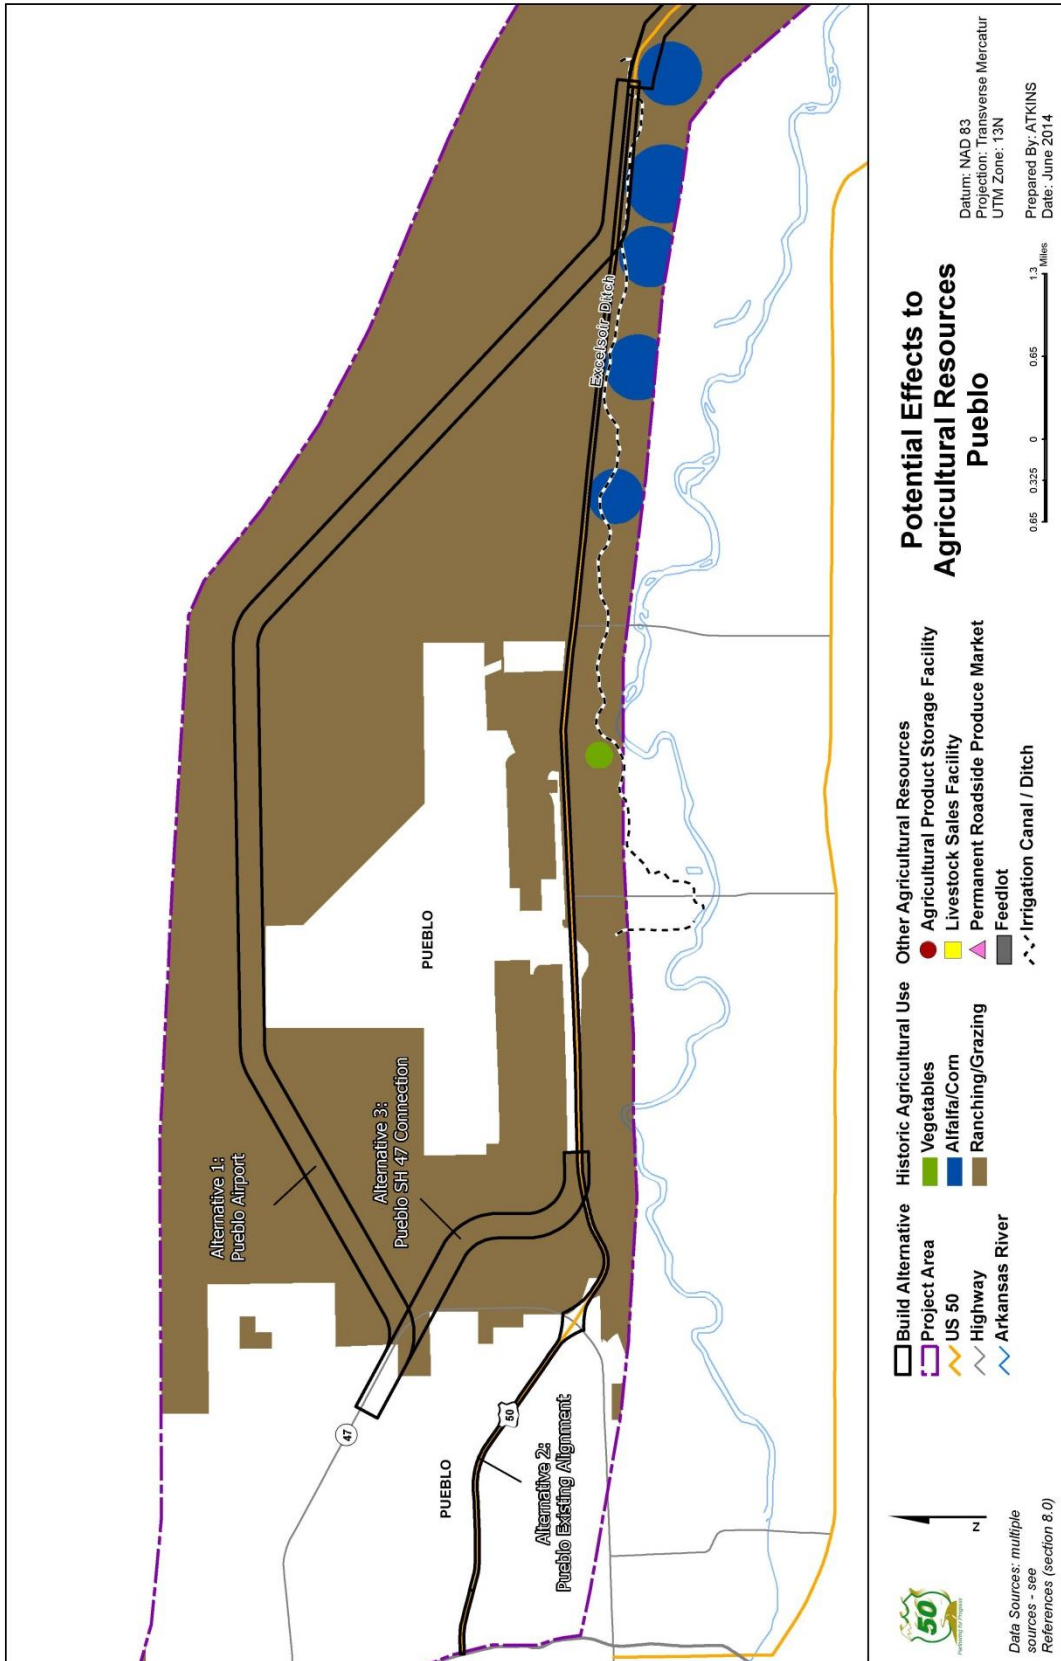 Alternative 1:
Pueblo Airport
Alternative 3:
Pueblo SH 47 Connection
47
PUEBLO
PUEBLO
50
Alternative 2:
Pueblo Existing Alignment
Excelsoir Ditch
50
Partnering for Progress
Data Sources: multiple
sources - see
References (section 8.0)
N
Build Alternative
Project Area
US 50
Highway
Arkansas River
Historic Agricultural Use
Vegetables
Alfalfa/Corn
Ranching/Grazing
Other Agricultural Resources
Agricultural Product Storage Facility
Livestock Sales Facility
Permanent Roadside Produce Market
Feedlot
Irrigation Canal / Ditch
Potential Effects to
Agricultural Resources
Pueblo
0.65 0.325 0 0.65 1.3
Miles
Datum: NAD 83
Projection: Transverse Mercatur
UTM Zone: 13N
Prepared By: ATKINS
Date: June 2014